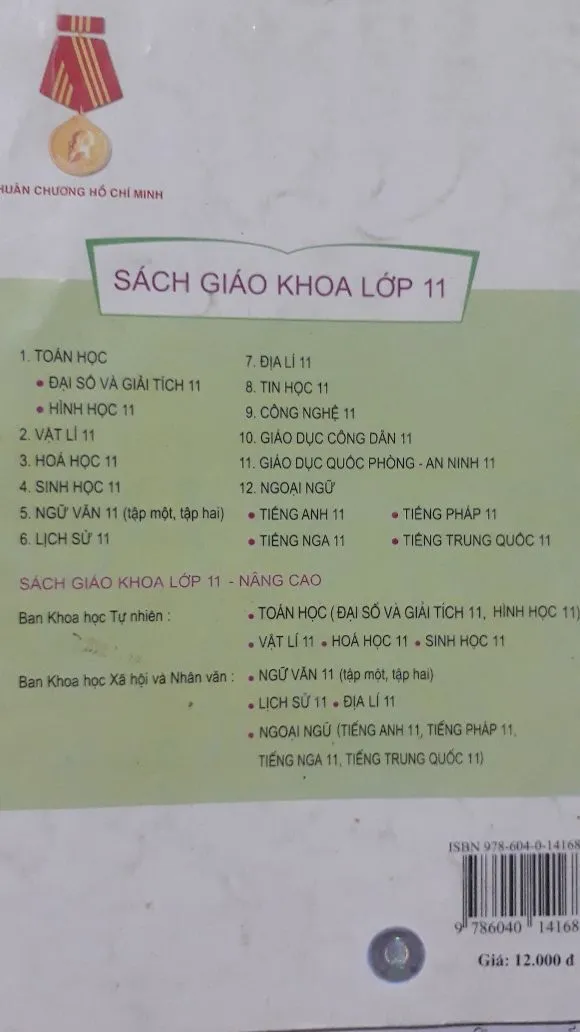 HUÂN CHƯƠNG HỒ CHÍ MINH
SÁCH GIÁO KHOA LỚP 11
1. TOÁN HỌC
• ĐẠI SỐ VÀ GIẢI TÍCH 11
• HÌNH HỌC 11
2. VẬT LÍ 11
3. HOÁ HỌC 11
4. SINH HỌC 11
5. NGỮ VĂN 11 (tập một, tập hai)
6. LỊCH SỬ 11
7. ĐỊA LÍ 11
8. TIN HỌC 11
9. CÔNG NGHỆ 11
10. GIÁO DỤC CÔNG DÂN 11
11. GIÁO DỤC QUỐC PHÒNG - AN NINH 11
12. NGOẠI NGỮ
• TIẾNG ANH 11 • TIẾNG PHÁP 11
• TIẾNG NGA 11 • TIẾNG TRUNG QUỐC 11
SÁCH GIÁO KHOA LỚP 11 - NÂNG CAO
Ban Khoa học Tự nhiên : • TOÁN HỌC ( ĐẠI SỐ VÀ GIẢI TÍCH 11, HÌNH HỌC 11)
• VẬT LÍ 11 • HOÁ HỌC 11 • SINH HỌC 11
Ban Khoa học Xã hội và Nhân văn : • NGỮ VĂN 11 (tập một, tập hai)
• LỊCH SỬ 11 • ĐỊA LÍ 11
• NGOẠI NGỮ (TIẾNG ANH 11, TIẾNG PHÁP 11,
TIẾNG NGA 11, TIẾNG TRUNG QUỐC 11)
ISBN 978-604-0-14168
9 786040 14168
Giá: 12.000 đ